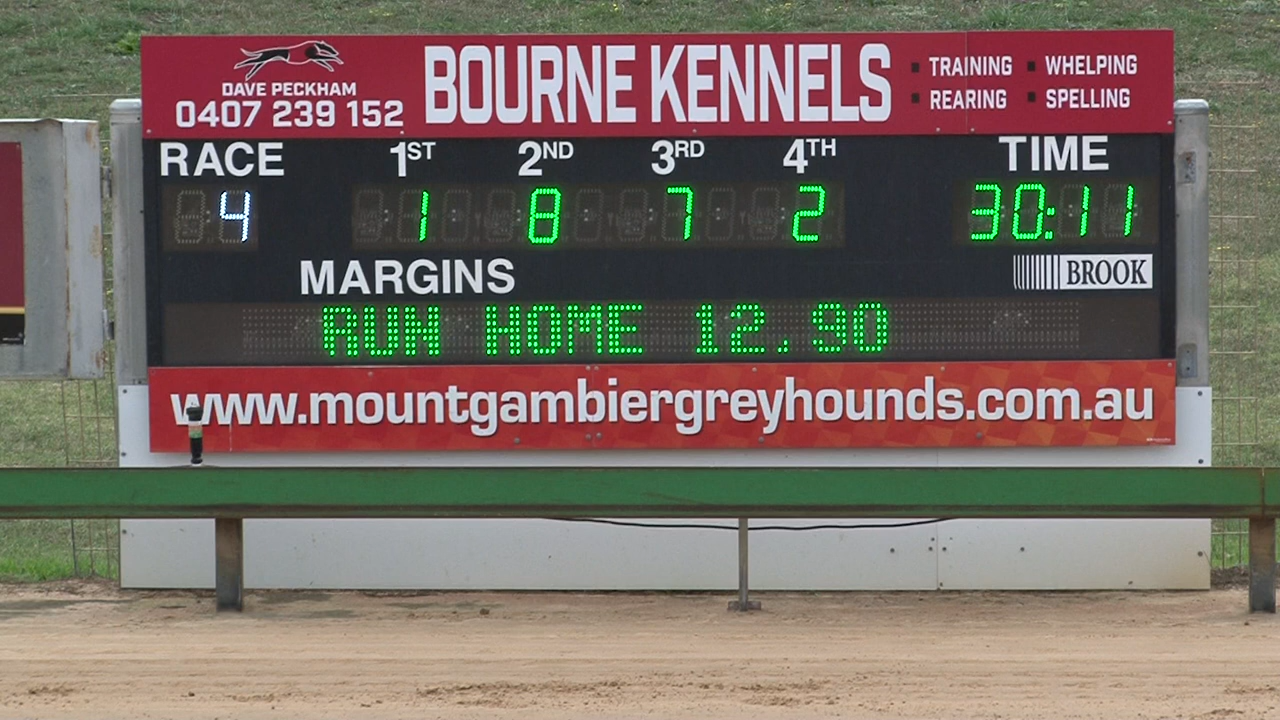 DAVE PECKHAM
0407 239 152
BOURNE KENNELS
TRAINING WHELPING
REARING SPELLING
RACE 1ST 2ND 3RD 4TH TIME
4 1 8 7 2 30:11
MARGINS
BROOK
RUN HOME 12.90
www.mountgambiergreyhounds.com.au